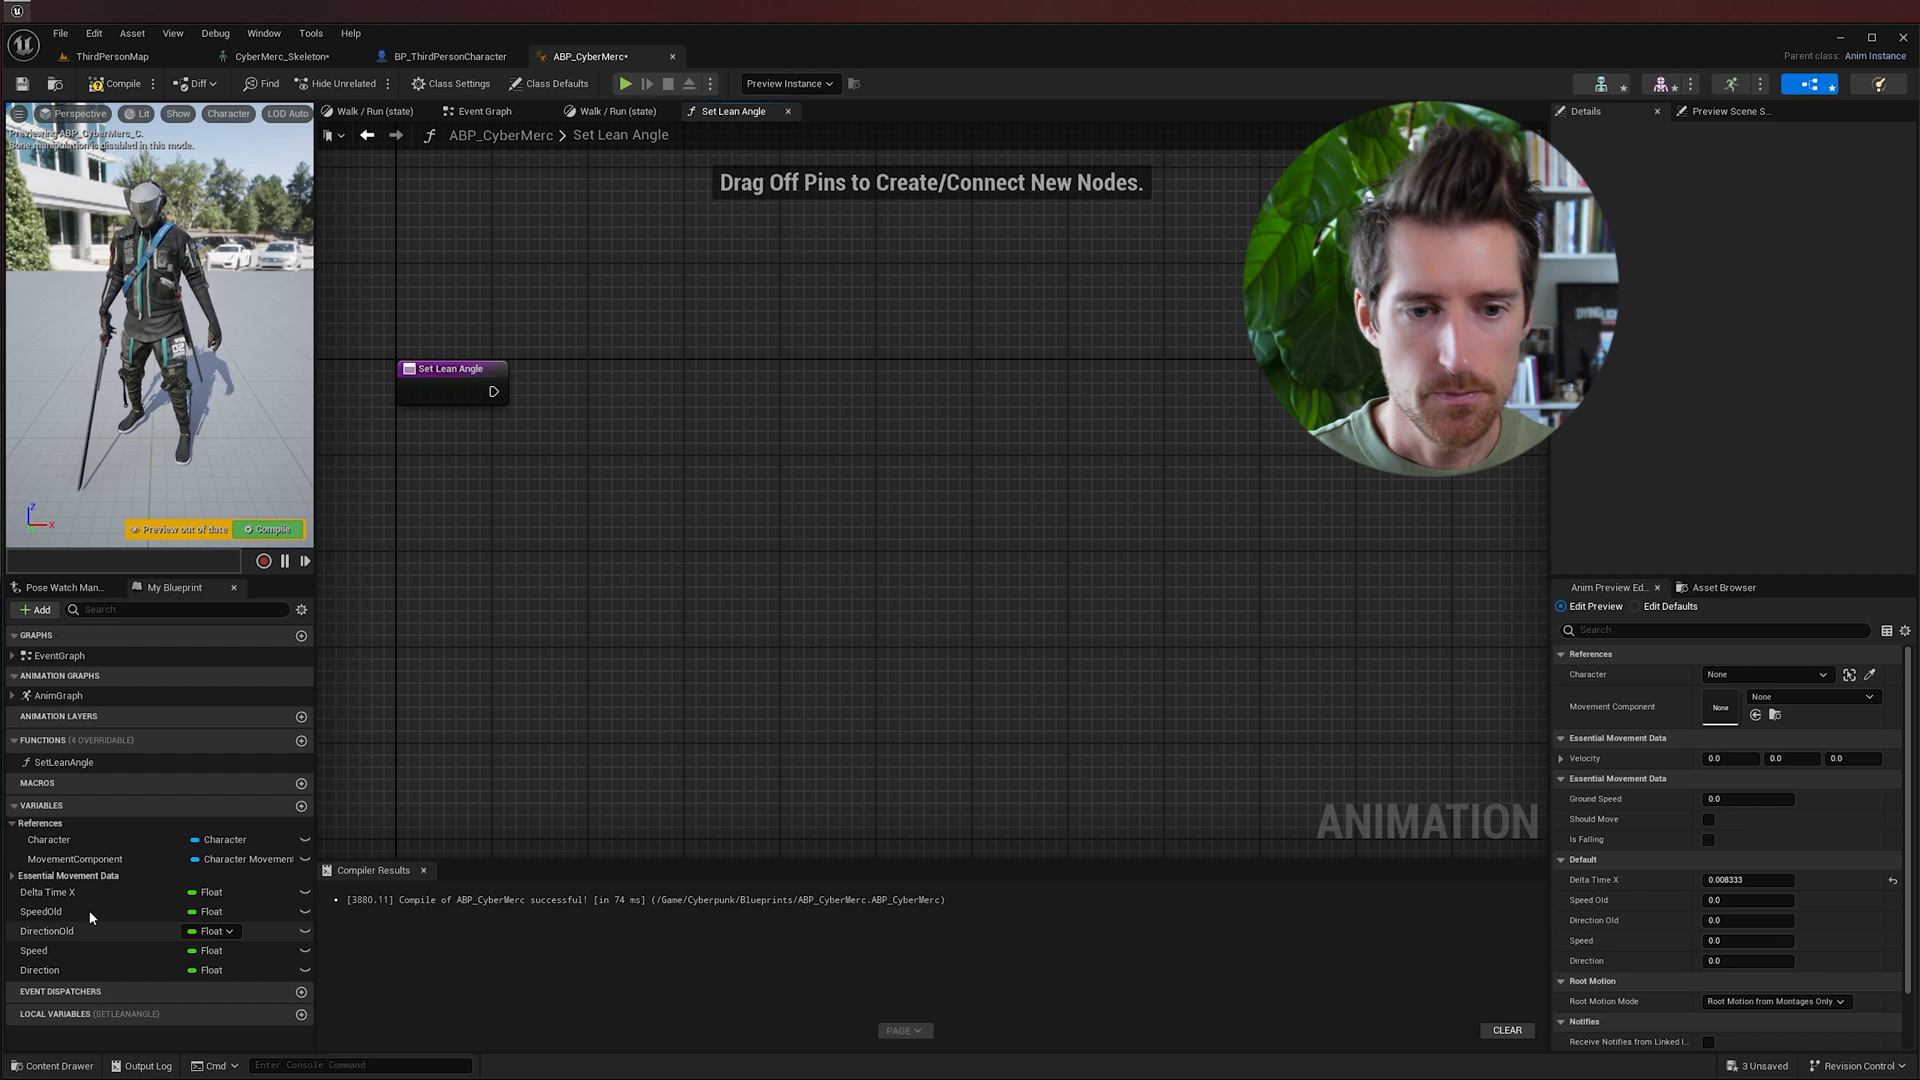 File Edit Asset View Window Debug Tools Help
ThirdPersonMap CyberMerc_Skeleton* BP_ThirdPersonCharacter ABP_CyberMerc*
Parent class: Anim Instance
Compile Diff Find Hide Unrelated Class Settings Class Defaults Preview Instance
Perspective Lit Show Character LOD Auto
Previewing ABP_CyberMerc_C.
Bone manipulation is disabled in this mode.
Preview out of date Compile
Walk / Run (state) Event Graph Walk / Run (state) Set Lean Angle
ABP_CyberMerc > Set Lean Angle
Drag Off Pins to Create/Connect New Nodes.
Set Lean Angle
ANIMATION
Details Preview Scene S...
Pose Watch Man... My Blueprint
Add Search
GRAPHS
EventGraph
ANIMATION GRAPHS
AnimGraph
ANIMATION LAYERS
FUNCTIONS (4 OVERRIDABLE)
SetLeanAngle
MACROS
VARIABLES
References
Character Character
MovementComponent Character Movement
Essential Movement Data
Delta Time X Float
SpeedOld Float
DirectionOld Float
Speed Float
Direction Float
EVENT DISPATCHERS
LOCAL VARIABLES (SETLEANANGLE)
Compiler Results
[3880.11] Compile of ABP_CyberMerc successful! [in 74 ms] (/Game/Cyberpunk/Blueprints/ABP_CyberMerc.ABP_CyberMerc)
PAGE CLEAR
Anim Preview Ed... Asset Browser
Edit Preview Edit Defaults
Search
References
Character None
Movement Component None None
Essential Movement Data
Velocity 0.0 0.0 0.0
Essential Movement Data
Ground Speed 0.0
Should Move
Is Falling
Default
Delta Time X 0.008333
Speed Old 0.0
Direction Old 0.0
Speed 0.0
Direction 0.0
Root Motion
Root Motion Mode Root Motion from Montages Only
Notifies
Receive Notifies from Linked I...
Content Drawer Output Log Cmd Enter Console Command 3 Unsaved Revision Control